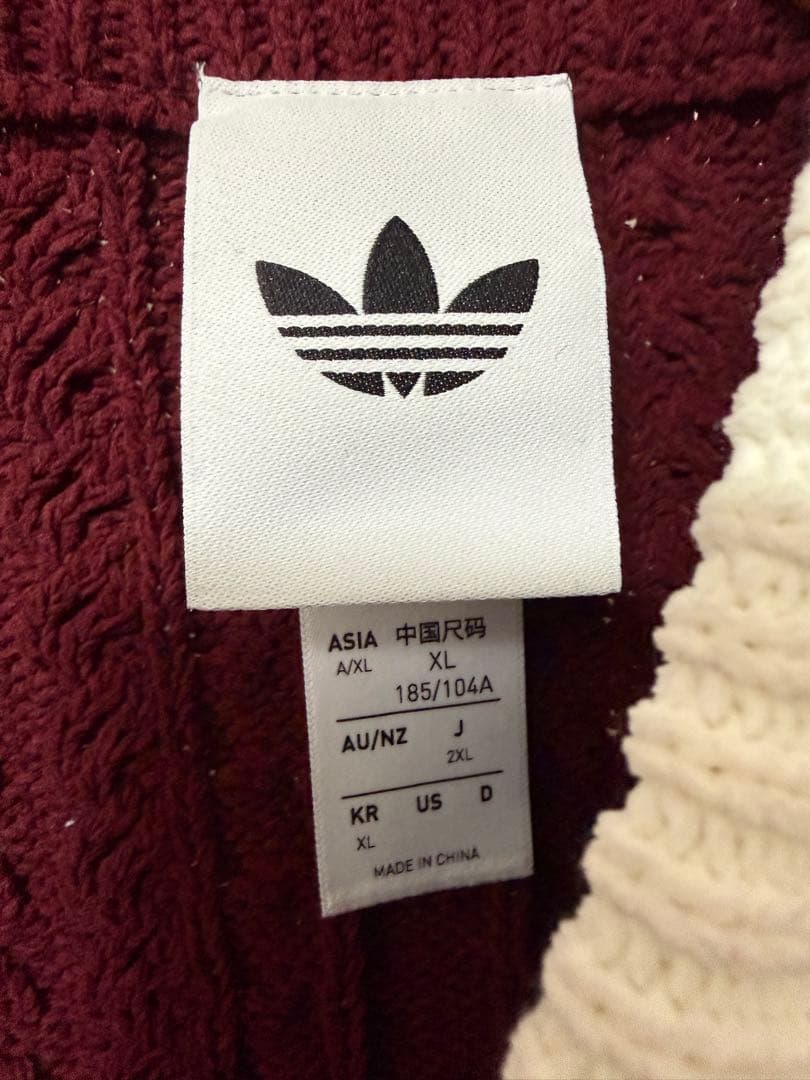 ASIA 中国尺码
A/XL XL
185/104A
AU/NZ J
2XL
KR US D
XL
MADE IN CHINA